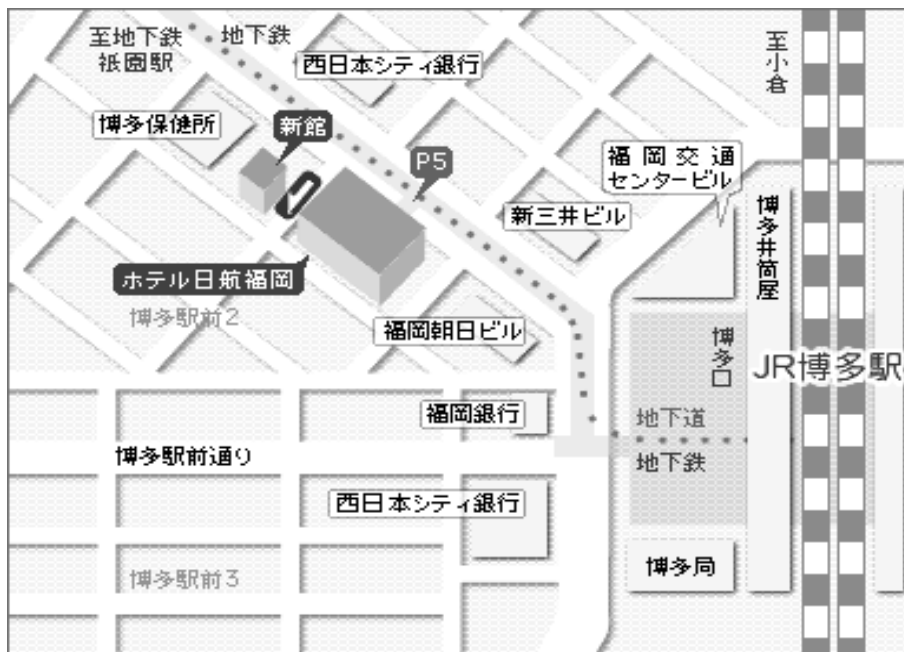 至地下鉄
祇園駅
地下鉄
西日本シティ銀行
至小倉
博多保健所
新館
P5
福岡交通
センタービル
新三井ビル
博多井筒屋
ホテル日航福岡
博多駅前2
福岡朝日ビル
博多口
JR博多駅
福岡銀行
地下道
博多駅前通り
地下鉄
西日本シティ銀行
博多局
博多駅前3